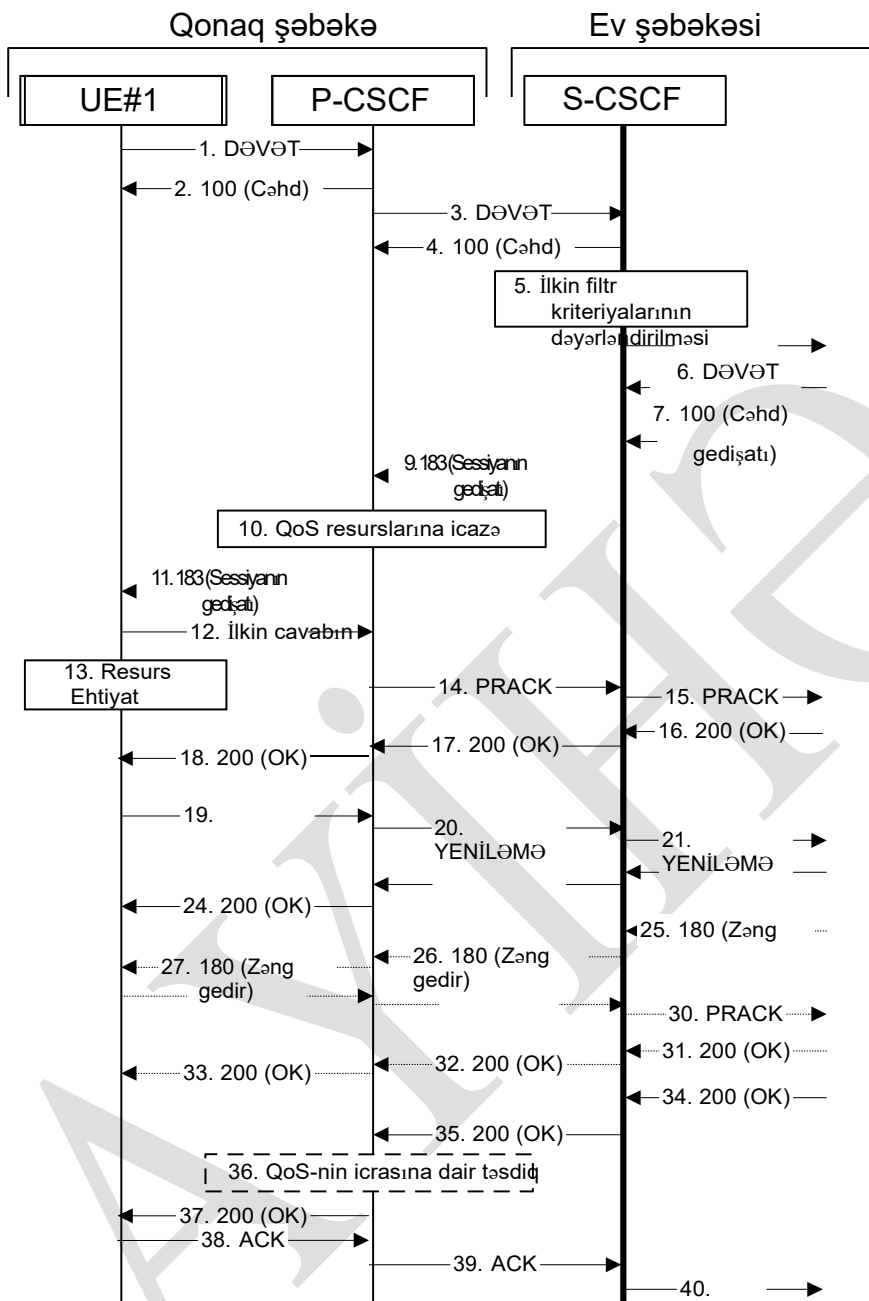 Qonaq şəbəkə
Ev şəbəkəsi
UE#1
P-CSCF
S-CSCF
1. DƏVƏT
2. 100 (Cəhd)
3. DƏVƏT
4. 100 (Cəhd)
5. İlkin filtr
kriteriyalarının
dəyərləndirilməsi
6. DƏVƏT
7. 100 (Cəhd)
gedişatı)
9.183 (Sessiyanın
gedişatı)
10. QoS resurslarına icazə
11.183 (Sessiyanın
gedişatı)
12. İlkin cavabın
13. Resurs
Ehtiyat
14. PRACK
15. PRACK
16. 200 (OK)
17. 200 (OK)
18. 200 (OK)
19.
20.
YENİLƏMƏ
21.
YENİLƏMƏ
24. 200 (OK)
25. 180 (Zəng
26. 180 (Zəng
gedir)
27. 180 (Zəng
gedir)
30. PRACK
31. 200 (OK)
32. 200 (OK)
33. 200 (OK)
34. 200 (OK)
35. 200 (OK)
36. QoS-nin icrasına dair təsdiq
37. 200 (OK)
38. ACK
39. ACK
40.
AYİHƏ